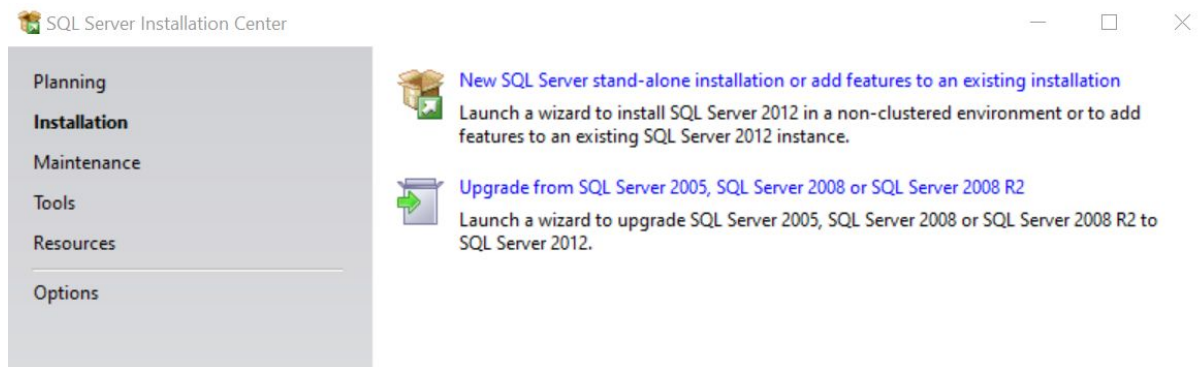 SQL Server Installation Center
Planning
Installation
Maintenance
Tools
Resources
Options
New SQL Server stand-alone installation or add features to an existing installation
Launch a wizard to install SQL Server 2012 in a non-clustered environment or to add
features to an existing SQL Server 2012 instance.
Upgrade from SQL Server 2005, SQL Server 2008 or SQL Server 2008 R2
Launch a wizard to upgrade SQL Server 2005, SQL Server 2008 or SQL Server 2008 R2 to
SQL Server 2012.